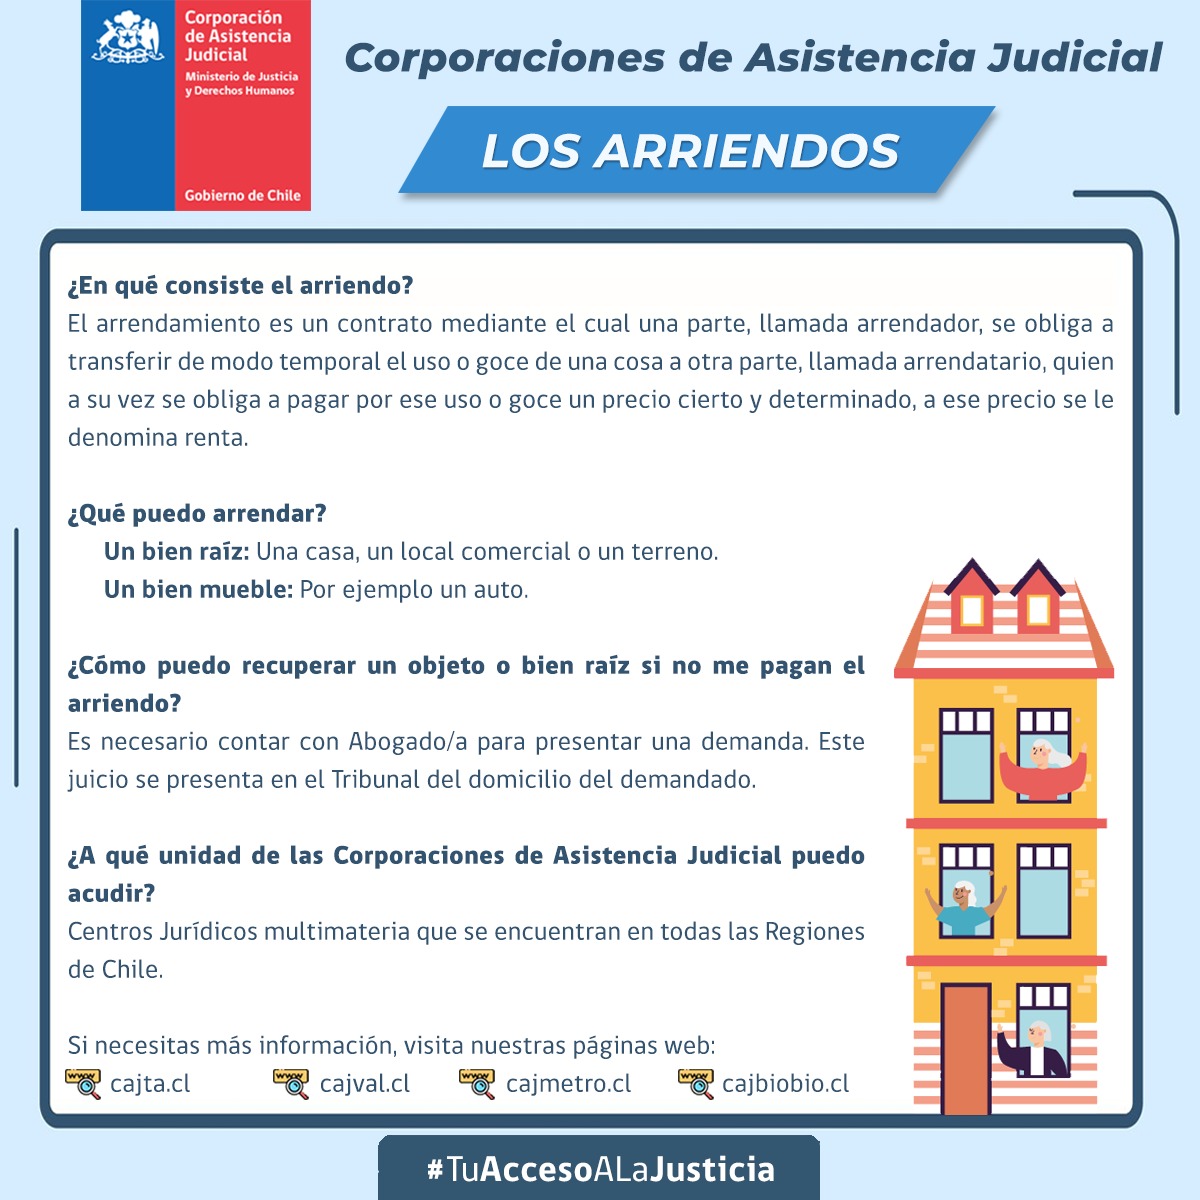 Corporación
de Asistencia
Judicial
Ministerio de Justicia
y Derechos Humanos
Gobierno de Chile
Corporaciones de Asistencia Judicial
LOS ARRIENDOS
¿En qué consiste el arriendo?
El arrendamiento es un contrato mediante el cual una parte, llamada arrendador, se obliga a
transferir de modo temporal el uso o goce de una cosa a otra parte, llamada arrendatario, quien
a su vez se obliga a pagar por ese uso o goce un precio cierto y determinado, a ese precio se le
denomina renta.
¿Qué puedo arrendar?
Un bien raíz: Una casa, un local comercial o un terreno.
Un bien mueble: Por ejemplo un auto.
¿Cómo puedo recuperar un objeto o bien raíz si no me pagan el
arriendo?
Es necesario contar con Abogado/a para presentar una demanda. Este
juicio se presenta en el Tribunal del domicilio del demandado.
¿A qué unidad de las Corporaciones de Asistencia Judicial puedo
acudir?
Centros Jurídicos multimateria que se encuentran en todas las Regiones
de Chile.
Si necesitas más información, visita nuestras páginas web:
www cajta.cl www cajval.cl www cajmetro.cl www cajbiobio.cl
#TuAccesoALaJusticia